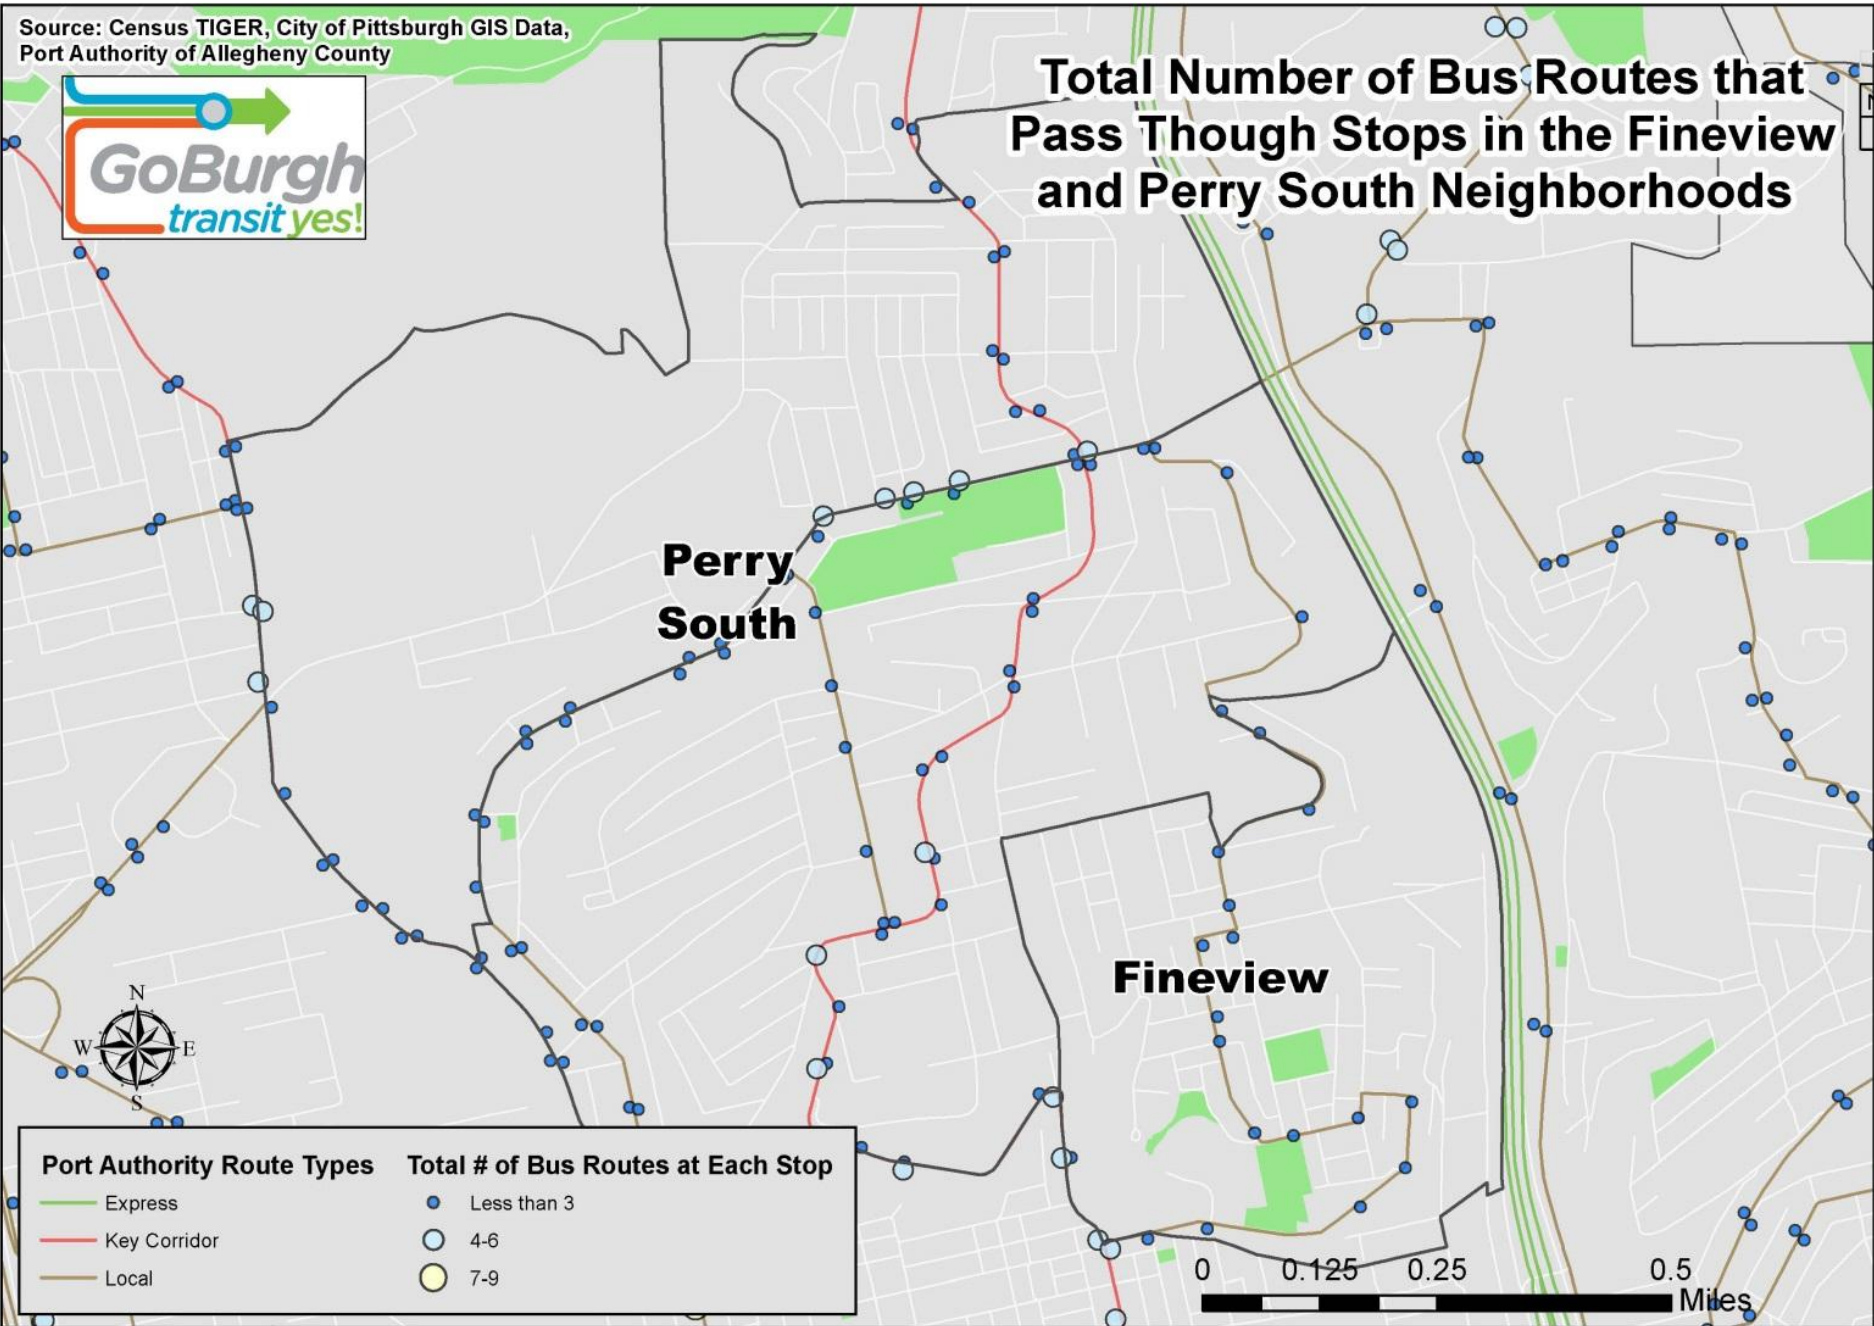 Source: Census TIGER, City of Pittsburgh GIS Data,
Port Authority of Allegheny County
GoBurgh
transit yes!
Total Number of Bus Routes that
Pass Though Stops in the Fineview
and Perry South Neighborhoods
Perry
South
Fineview
N
W E
S
Port Authority Route Types
Express
Key Corridor
Local
Total # of Bus Routes at Each Stop
Less than 3
4-6
7-9
0 0.125 0.25 0.5
Miles